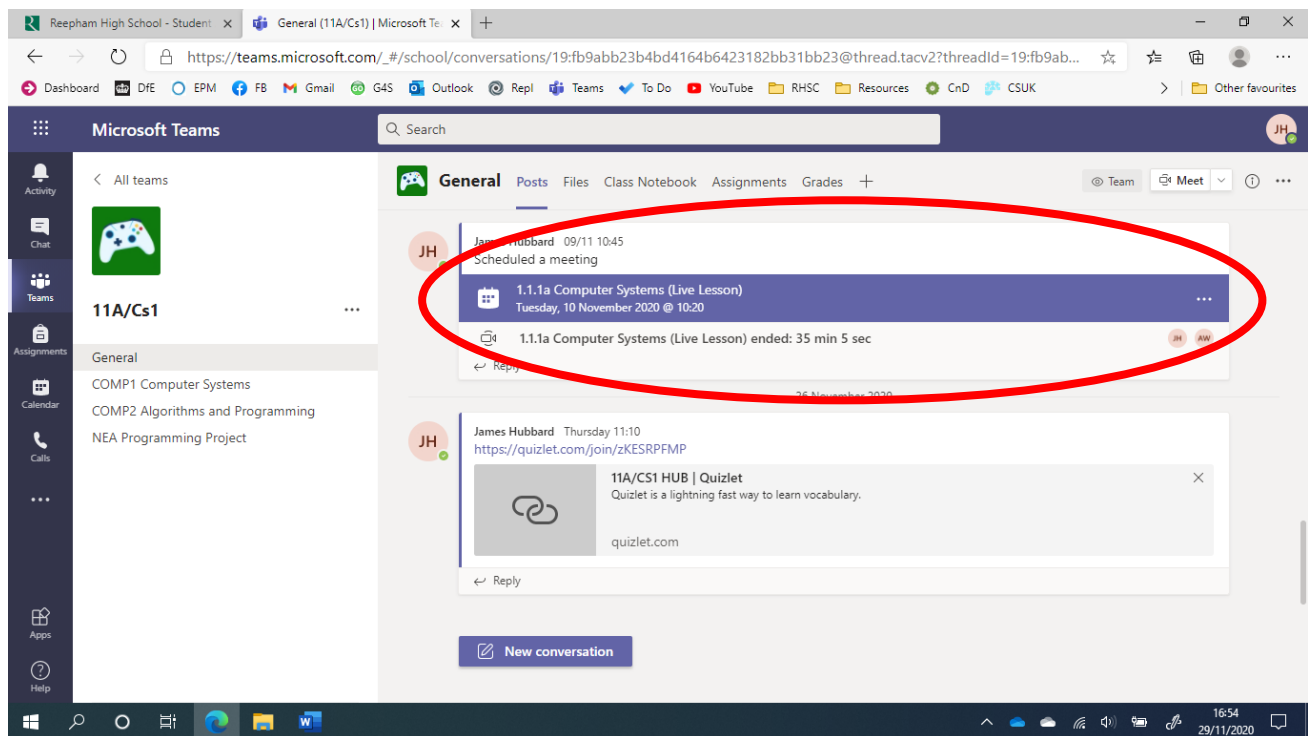 Reepham High School - Student
General (11A/Cs1) | Microsoft Te
https://teams.microsoft.com/_#/school/conversations/19:fb9abb23b4bd4164b6423182bb31bb23@thread.tacv2?threadId=19:fb9ab...
Dashboard DfE EPM FB Gmail G4S Outlook Repl Teams To Do YouTube RHSC Resources CnD CSUK Other favourites
Microsoft Teams
Search
JH
Activity
Chat
Teams
Assignments
Calendar
Calls
Apps
Help
All teams
11A/Cs1
General
COMP1 Computer Systems
COMP2 Algorithms and Programming
NEA Programming Project
General Posts Files Class Notebook Assignments Grades
Team Meet
JH
James Hubbard 09/11 10:45
Scheduled a meeting
1.1.1a Computer Systems (Live Lesson)
Tuesday, 10 November 2020 @ 10:20
1.1.1a Computer Systems (Live Lesson) ended: 35 min 5 sec
JH AW
Reply
26 November 2020
JH
James Hubbard Thursday 11:10
https://quizlet.com/join/zKESRPFMP
11A/CS1 HUB | Quizlet
Quizlet is a lightning fast way to learn vocabulary.
quizlet.com
Reply
New conversation
16:54
29/11/2020